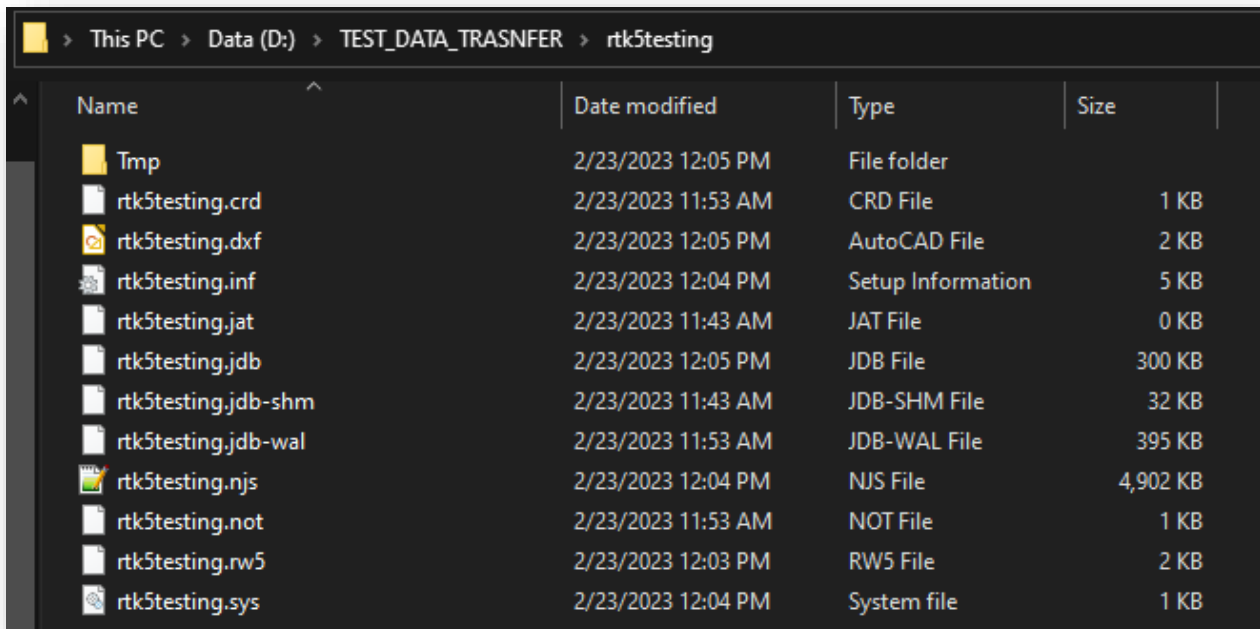 This PC > Data (D:) > TEST_DATA_TRASNFER > rtk5testing
Name Date modified Type Size
Tmp 2/23/2023 12:05 PM File folder
rtk5testing.crd 2/23/2023 11:53 AM CRD File 1 KB
rtk5testing.dxf 2/23/2023 12:05 PM AutoCAD File 2 KB
rtk5testing.inf 2/23/2023 12:04 PM Setup Information 5 KB
rtk5testing.jat 2/23/2023 11:43 AM JAT File 0 KB
rtk5testing.jdb 2/23/2023 12:05 PM JDB File 300 KB
rtk5testing.jdb-shm 2/23/2023 11:43 AM JDB-SHM File 32 KB
rtk5testing.jdb-wal 2/23/2023 11:53 AM JDB-WAL File 395 KB
rtk5testing.njs 2/23/2023 12:04 PM NJS File 4,902 KB
rtk5testing.not 2/23/2023 11:53 AM NOT File 1 KB
rtk5testing.rw5 2/23/2023 12:03 PM RW5 File 2 KB
rtk5testing.sys 2/23/2023 12:04 PM System file 1 KB